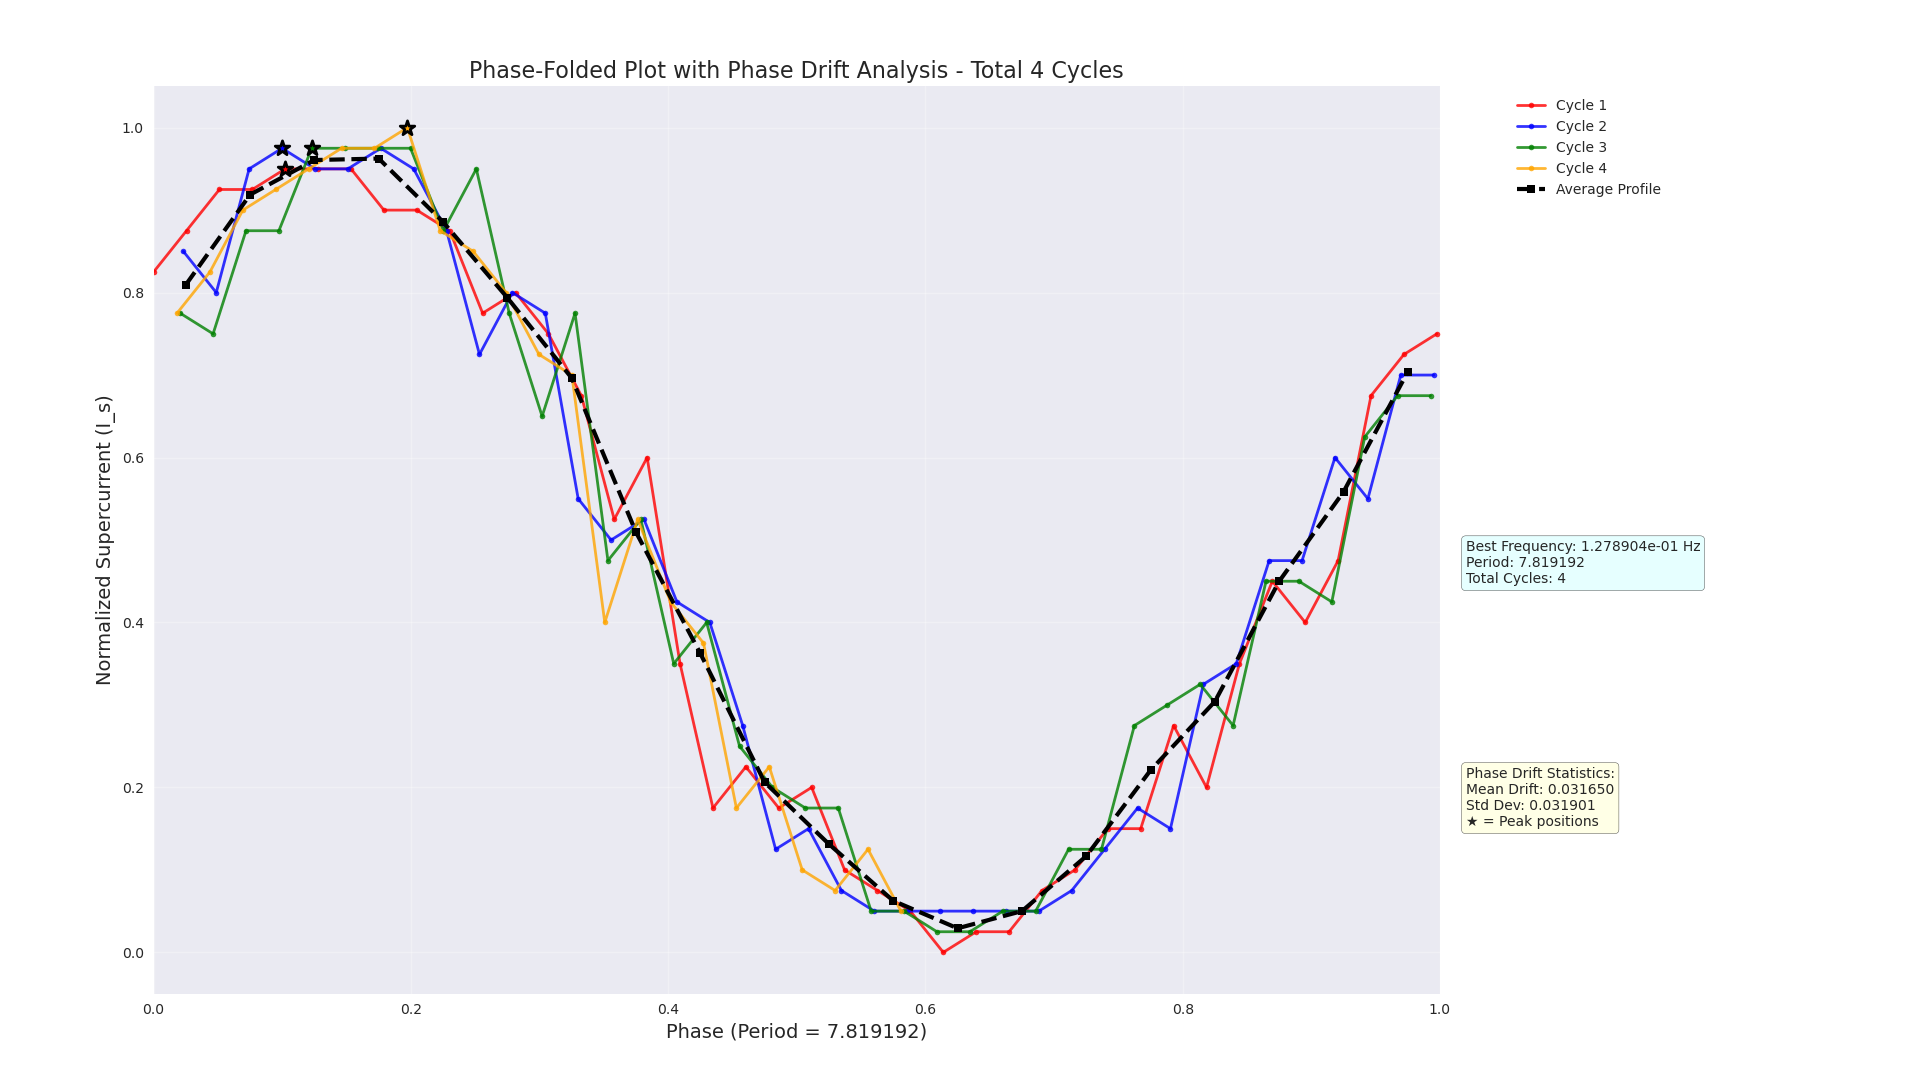 Phase-Folded Plot with Phase Drift Analysis - Total 4 Cycles
Normalized Supercurrent (I_s)
1.0
0.8
0.6
0.4
0.2
0.0
0.0
0.2
0.4
0.6
0.8
1.0
Phase (Period = 7.819192)
Cycle 1
Cycle 2
Cycle 3
Cycle 4
Average Profile
Best Frequency: 1.278904e-01 Hz
Period: 7.819192
Total Cycles: 4
Phase Drift Statistics:
Mean Drift: 0.031650
Std Dev: 0.031901
★ = Peak positions